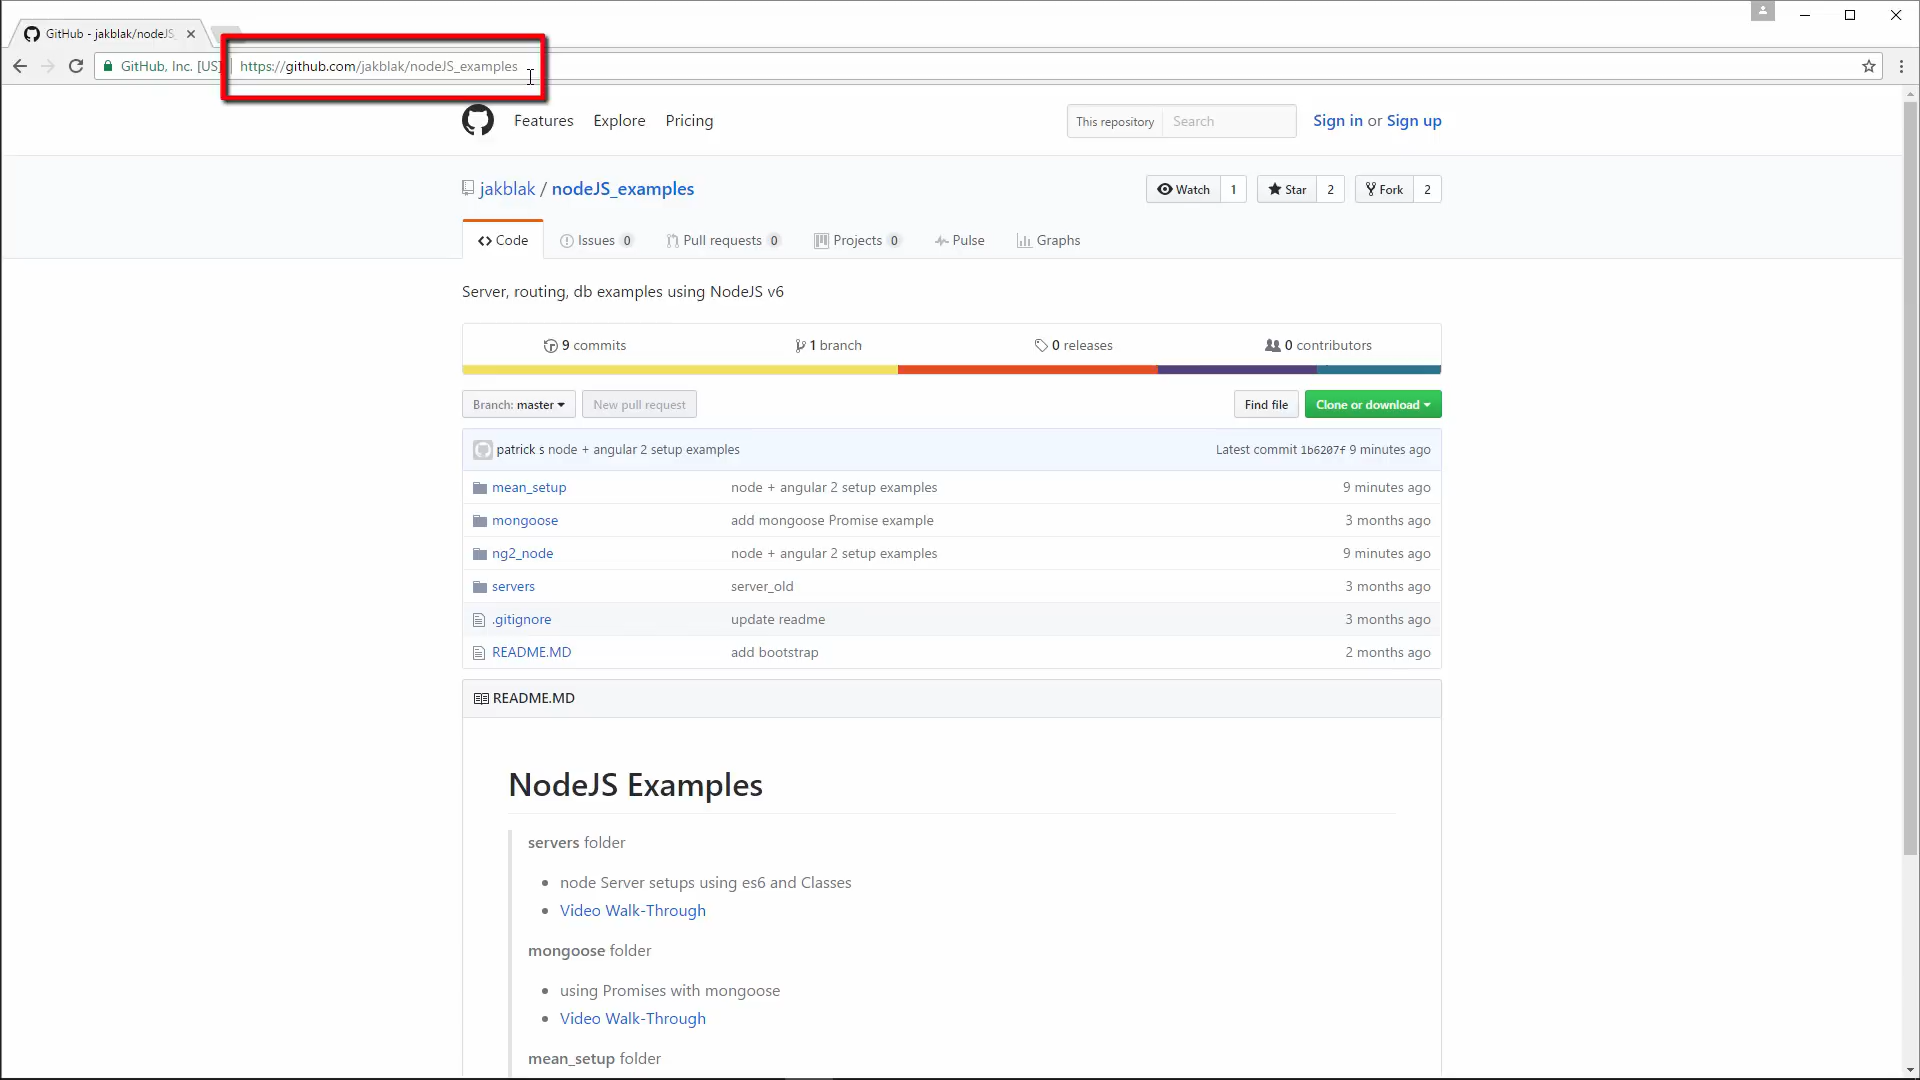 GitHub - jakblak/nodeJS
GitHub, Inc. [US] https://github.com/jakblak/nodeJS_examples
Features Explore Pricing This repository Search Sign in or Sign up
jakblak / nodeJS_examples Watch 1 Star 2 Fork 2
Code Issues 0 Pull requests 0 Projects 0 Pulse Graphs
Server, routing, db examples using NodeJS v6
9 commits 1 branch 0 releases 0 contributors
Branch: master New pull request Find file Clone or download
patrick s node + angular 2 setup examples Latest commit 1b6207f 9 minutes ago
mean_setup node + angular 2 setup examples 9 minutes ago
mongoose add mongoose Promise example 3 months ago
ng2_node node + angular 2 setup examples 9 minutes ago
servers server_old 3 months ago
.gitignore update readme 3 months ago
README.MD add bootstrap 2 months ago
README.MD
NodeJS Examples
servers folder
• node Server setups using es6 and Classes
• Video Walk-Through
mongoose folder
• using Promises with mongoose
• Video Walk-Through
mean_setup folder